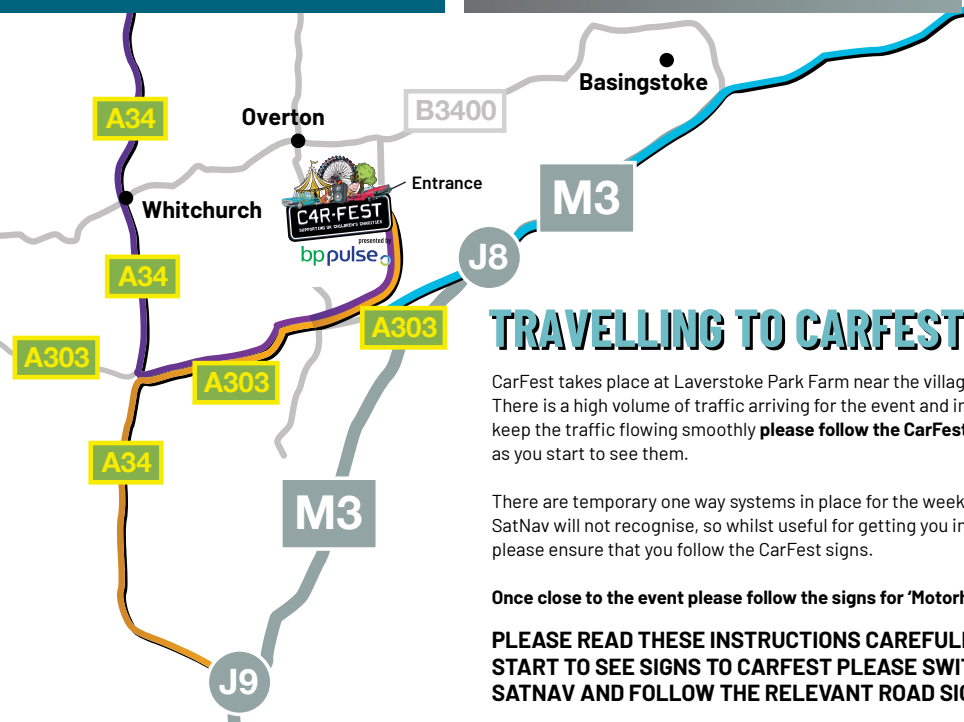 A34
Overton
B3400
Basingstoke
Entrance
M3
Whitchurch
C4R·FEST
SUPPORTING UK CHILDREN'S CHARITIES
presented by
bp pulse
J8
A34
A303
A303
A303
A34
M3
J9
TRAVELLING TO CARFEST
CarFest takes place at Laverstoke Park Farm near the villag
There is a high volume of traffic arriving for the event and in
keep the traffic flowing smoothly please follow the CarFest
as you start to see them.
There are temporary one way systems in place for the week
SatNav will not recognise, so whilst useful for getting you in
please ensure that you follow the CarFest signs.
Once close to the event please follow the signs for ‘Motorh
PLEASE READ THESE INSTRUCTIONS CAREFULL
START TO SEE SIGNS TO CARFEST PLEASE SWIT
SATNAV AND FOLLOW THE RELEVANT ROAD SIG